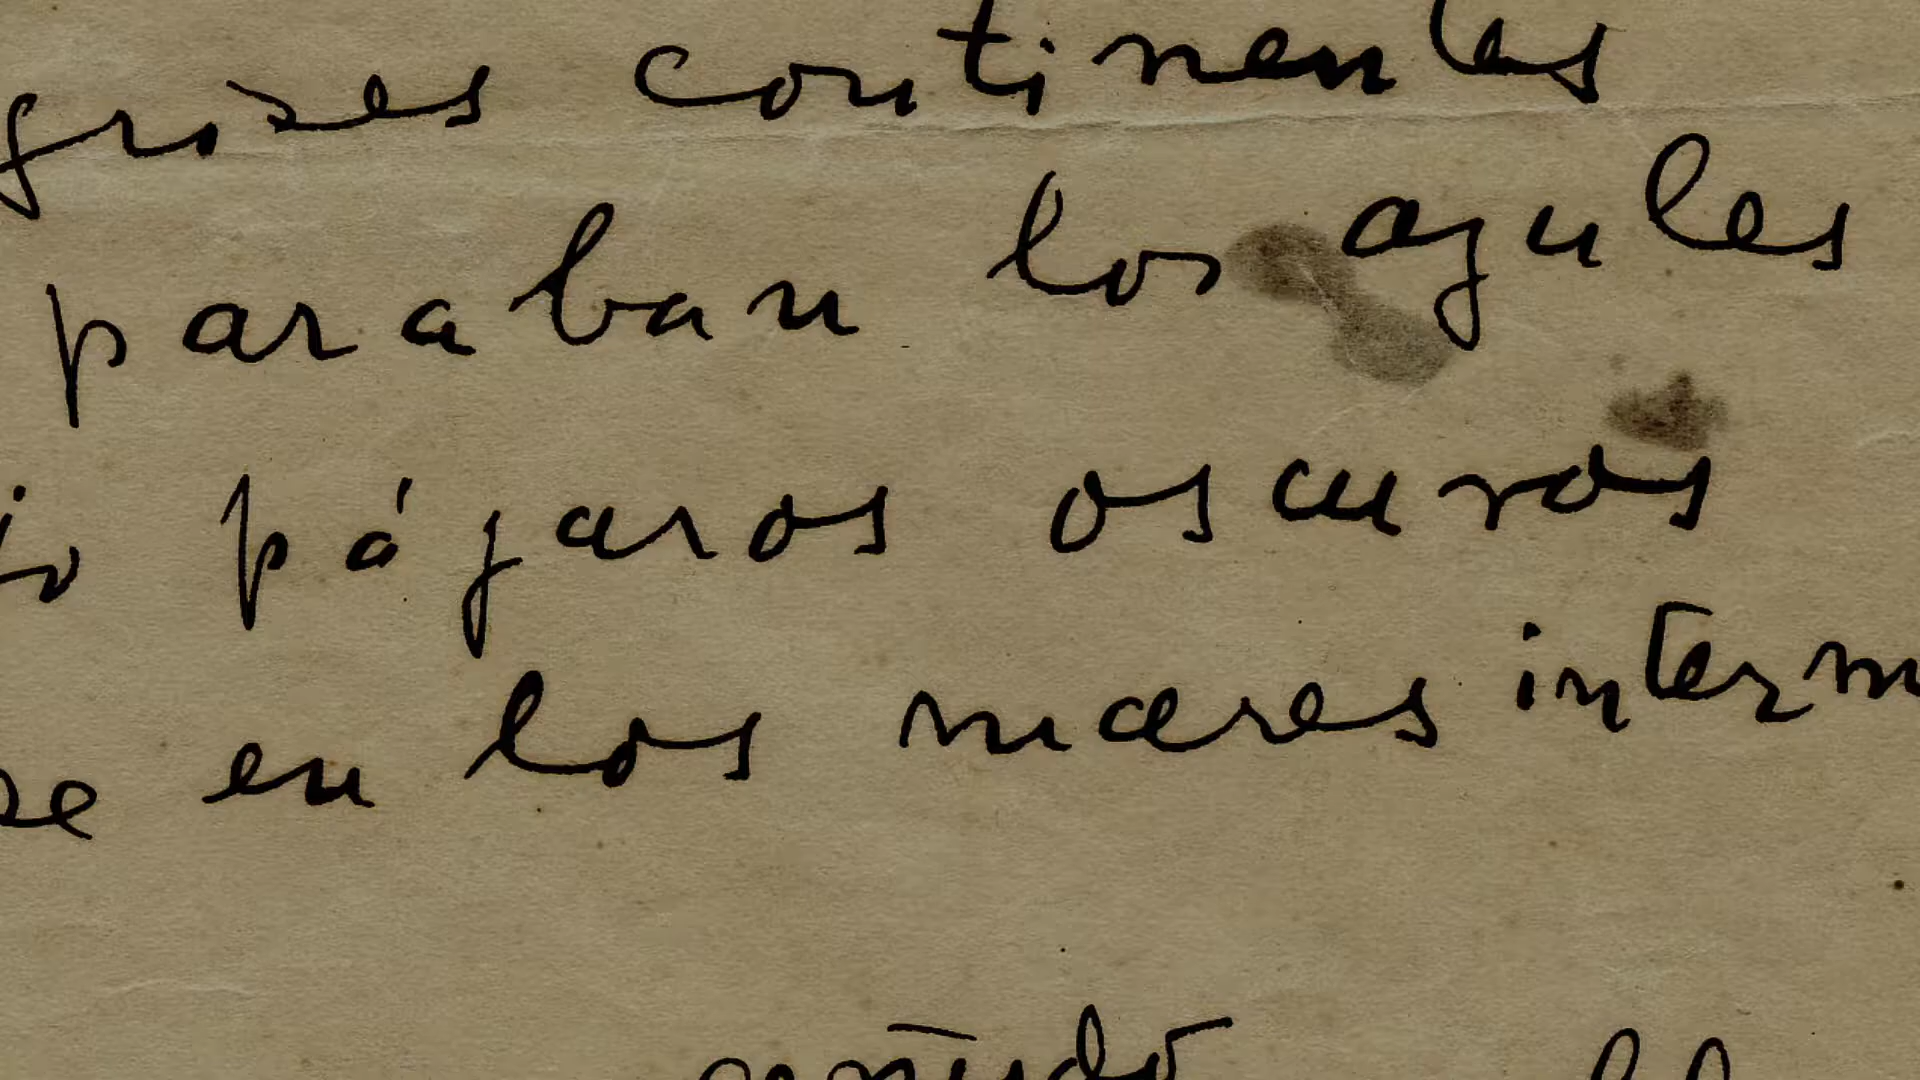 grises continentes
paraban los azules
pájaros oscuros
en los mares interm